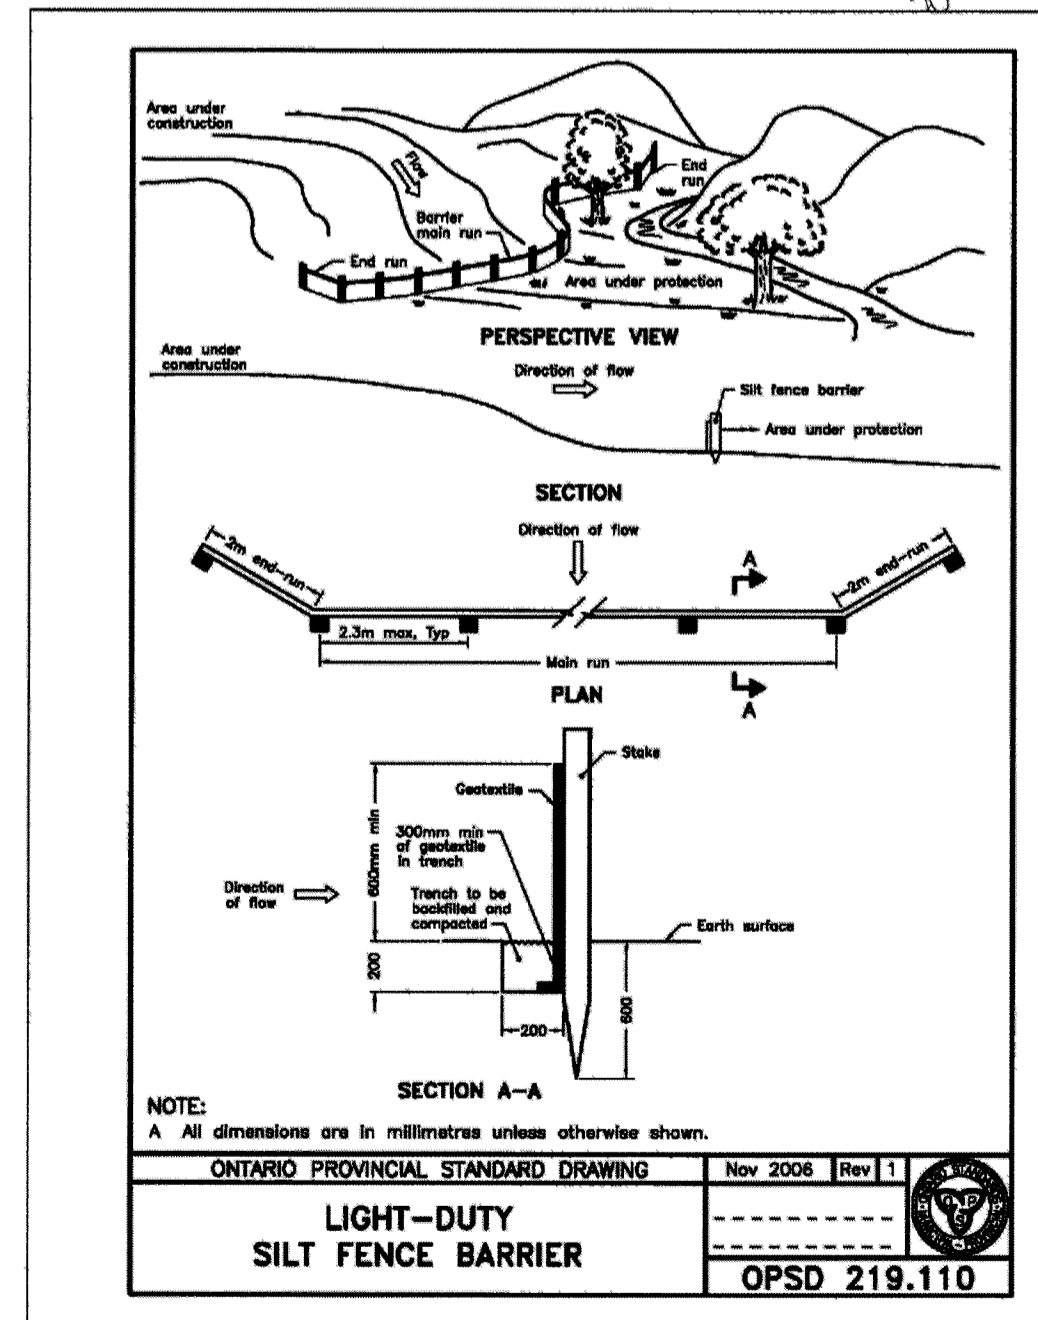 Area under
construction
Flow
End
run
Barrier
main run
End run
Area under protection
PERSPECTIVE VIEW
Area under
construction
Direction of flow
Silt fence barrier
Area under protection
SECTION
Direction of flow
2m end-run
A
2m end-run
2.3m max, Typ
Main run
A
PLAN
Stake
Geotextile
600mm min
300mm min
of geotextile
in trench
Direction
of flow
Trench to be
backfilled and
compacted
Earth surface
200
600
200
SECTION A-A
NOTE:
A All dimensions are in millimetres unless otherwise shown.
ONTARIO PROVINCIAL STANDARD DRAWING
Nov 2006
Rev
1
LIGHT-DUTY
SILT FENCE BARRIER
O P
S
OPSD 219.110